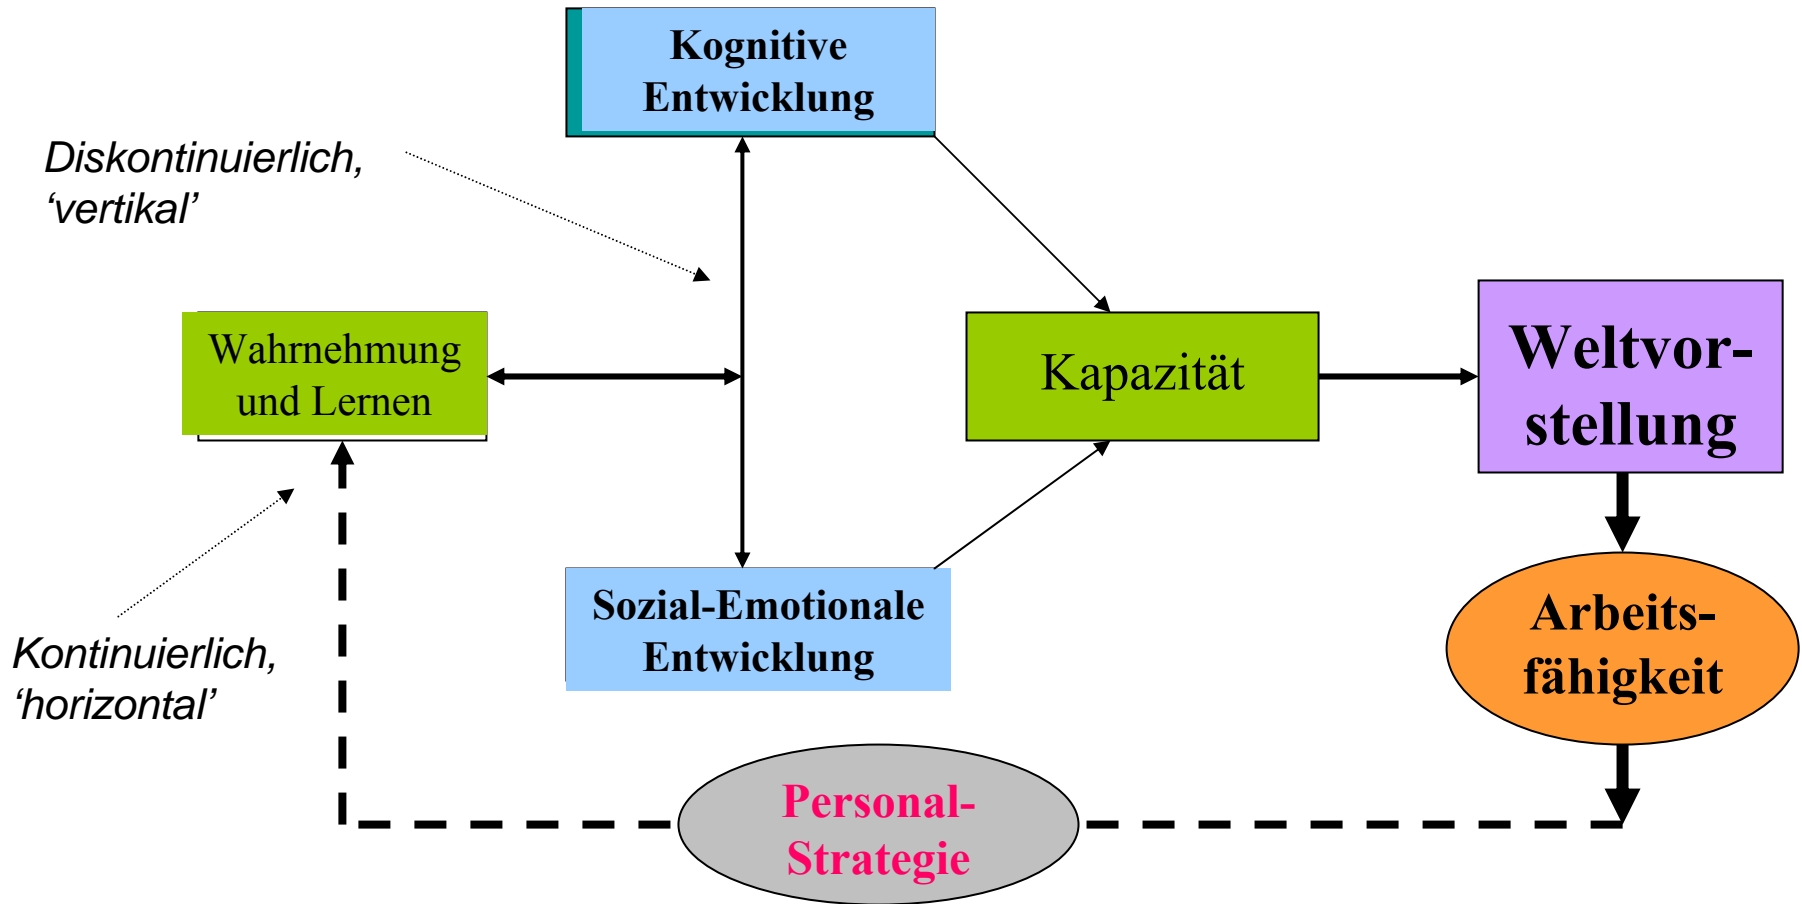 Kognitive
Entwicklung
Diskontinuierlich,
‘vertikal’
Wahrnehmung
und Lernen
Kapazität
Weltvor-
stellung
Sozial-Emotionale
Entwicklung
Arbeits-
fähigkeit
Kontinuierlich,
‘horizontal’
Personal-
Strategie